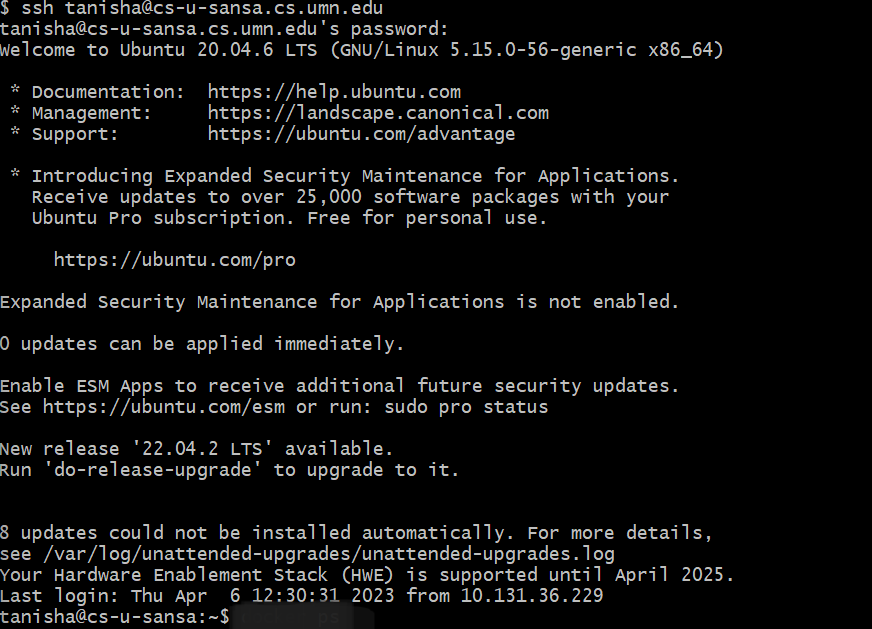 $ ssh tanisha@cs-u-sansa.cs.umn.edu
tanisha@cs-u-sansa.cs.umn.edu's password:
Welcome to Ubuntu 20.04.6 LTS (GNU/Linux 5.15.0-56-generic x86_64)
* Documentation: https://help.ubuntu.com
* Management: https://landscape.canonical.com
* Support: https://ubuntu.com/advantage
* Introducing Expanded Security Maintenance for Applications.
Receive updates to over 25,000 software packages with your
Ubuntu Pro subscription. Free for personal use.
https://ubuntu.com/pro
Expanded Security Maintenance for Applications is not enabled.
0 updates can be applied immediately.
Enable ESM Apps to receive additional future security updates.
See https://ubuntu.com/esm or run: sudo pro status
New release '22.04.2 LTS' available.
Run 'do-release-upgrade' to upgrade to it.
8 updates could not be installed automatically. For more details,
see /var/log/unattended-upgrades/unattended-upgrades.log
Your Hardware Enablement Stack (HWE) is supported until April 2025.
Last login: Thu Apr  6 12:30:31 2023 from 10.131.36.229
tanisha@cs-u-sansa:~$